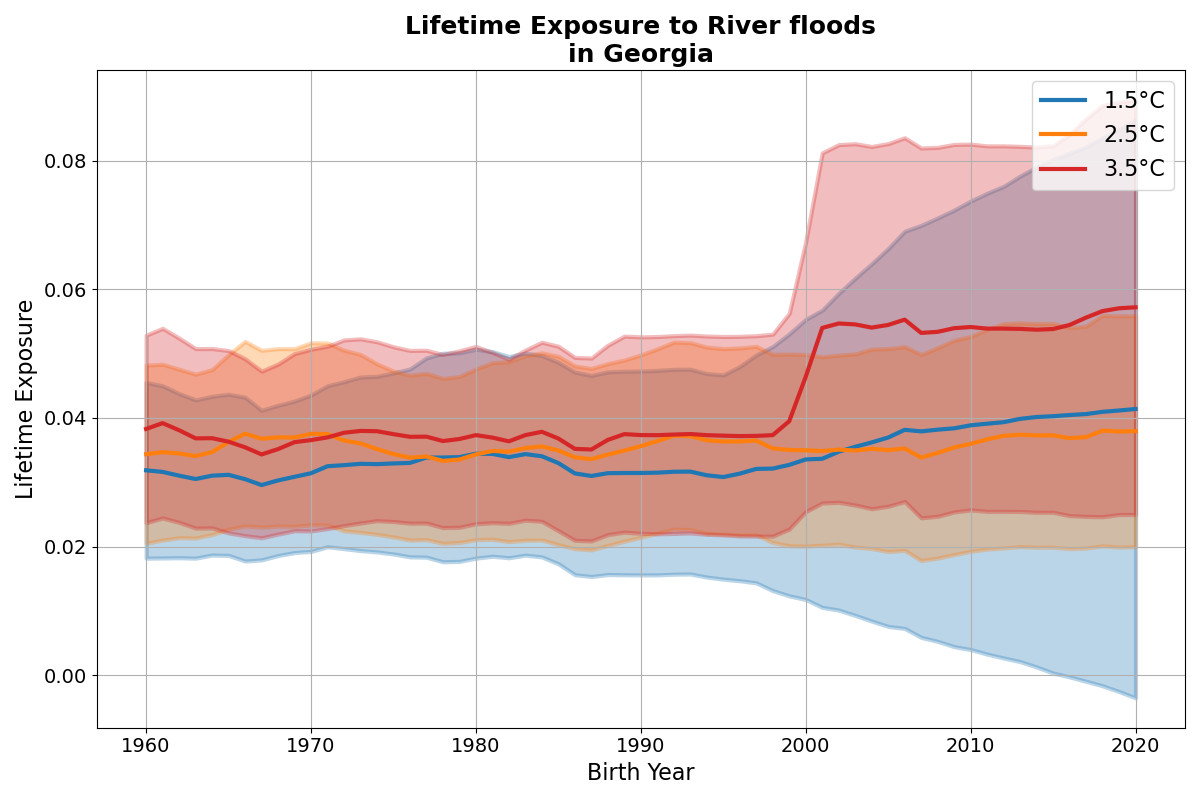 Lifetime Exposure to River floods
in Georgia
1.5°C
2.5°C
3.5°C
Lifetime Exposure
0.08
0.06
0.04
0.02
0.00
1960 1970 1980 1990 2000 2010 2020
Birth Year